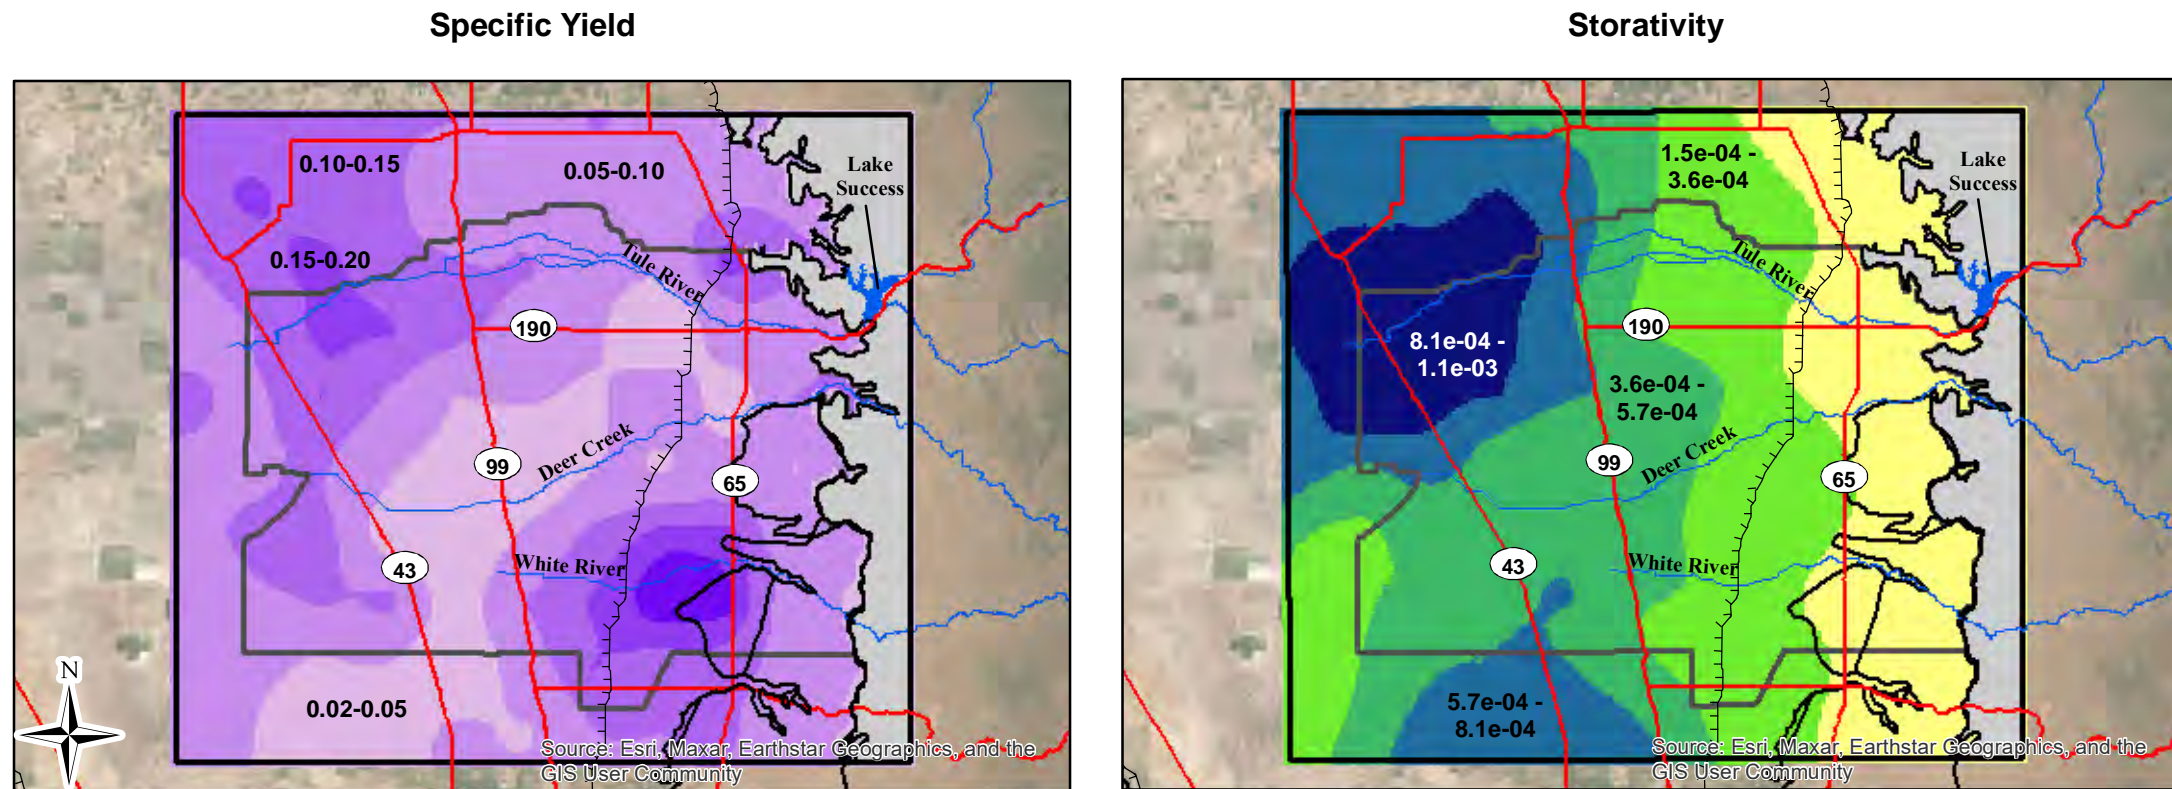 Specific Yield
Storativity
0.10-0.15
0.05-0.10
Lake
Success
0.15-0.20
Tule River
190
99
Deer Creek
65
White River
43
N
0.02-0.05
Source: Esri, Maxar, Earthstar Geographics, and the
GIS User Community
1.5e-04 -
3.6e-04
Lake
Success
Tule River
190
8.1e-04 -
1.1e-03
3.6e-04 -
5.7e-04
99
Deer Creek
65
White River
43
5.7e-04 -
8.1e-04
Source: Esri, Maxar, Earthstar Geographics, and the
GIS User Community